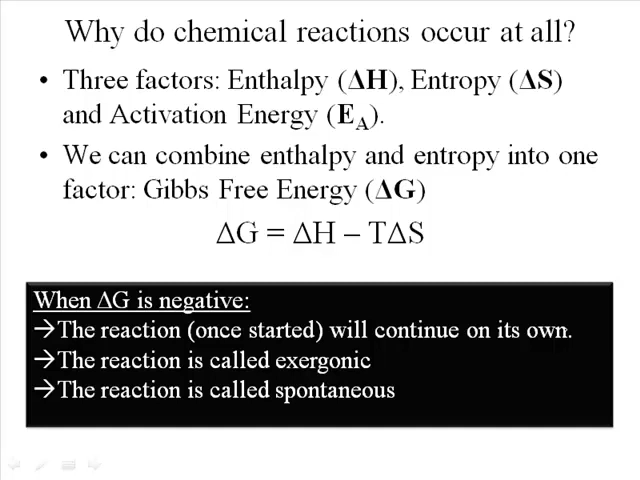 Why do chemical reactions occur at all?
• Three factors: Enthalpy (ΔH), Entropy (ΔS)
and Activation Energy (E_A).
• We can combine enthalpy and entropy into one
factor: Gibbs Free Energy (ΔG)
ΔG = ΔH – TΔS
When ΔG is negative:
→The reaction (once started) will continue on its own.
→The reaction is called exergonic
→The reaction is called spontaneous